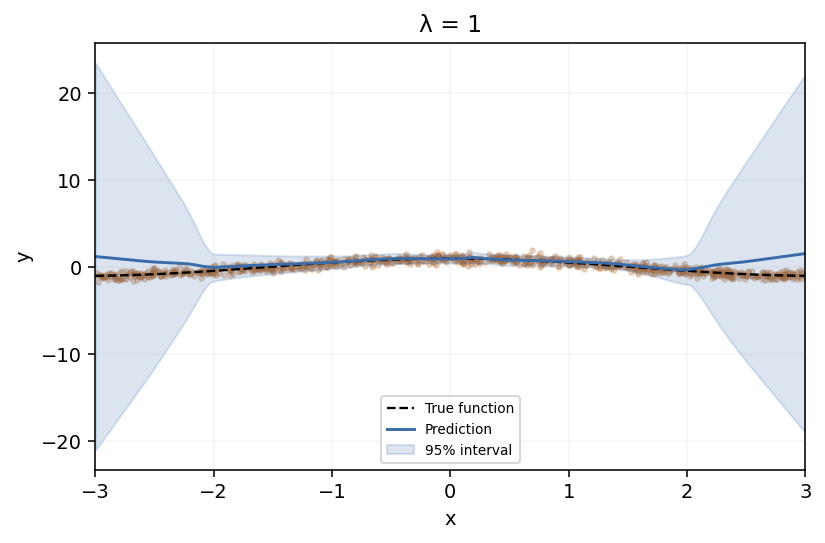 λ = 1
y
20
10
0
−10
−20
True function
Prediction
95% interval
−3
−2
−1
0
1
2
3
x